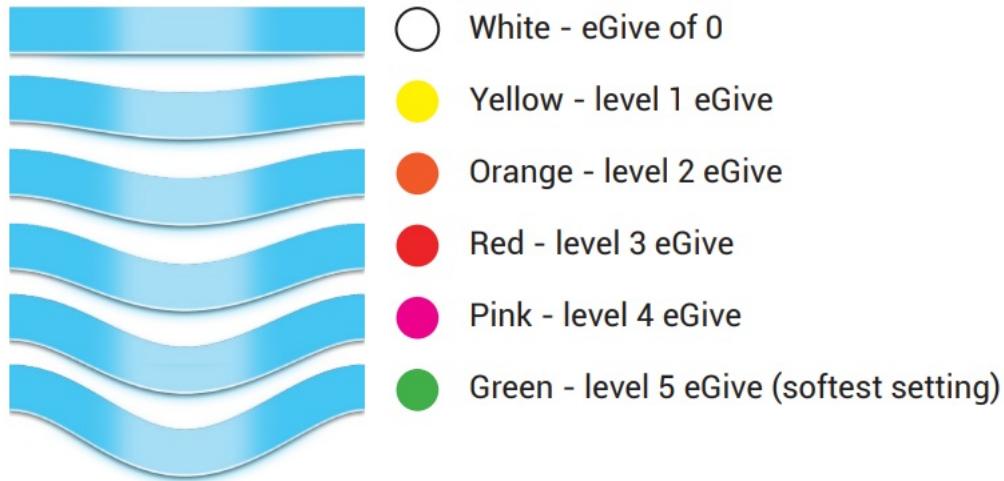 White - eGive of 0
Yellow - level 1 eGive
Orange - level 2 eGive
Red - level 3 eGive
Pink - level 4 eGive
Green - level 5 eGive (softest setting)